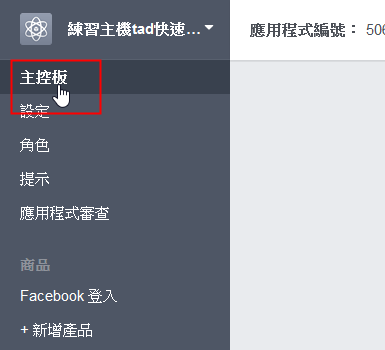 練習主機tad快速...
應用程式編號： 506
主控板
設定
角色
提示
應用程式審查
商品
Facebook 登入
+ 新增產品